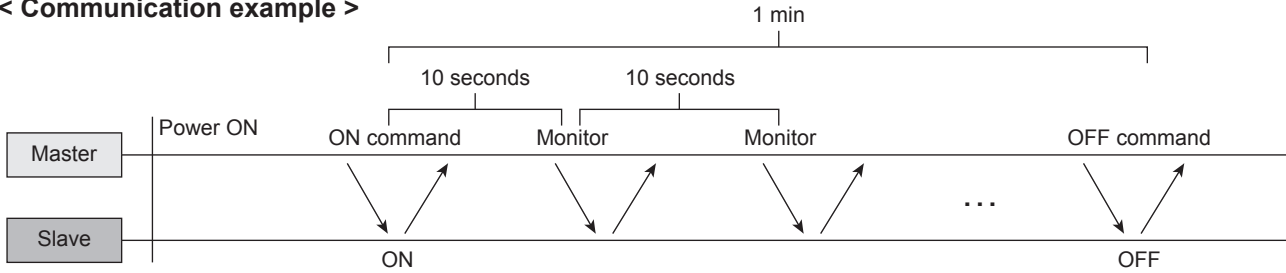 < Communication example >
1 min
10 seconds 10 seconds
Power ON
ON command Monitor Monitor OFF command
Master
...
Slave
ON OFF